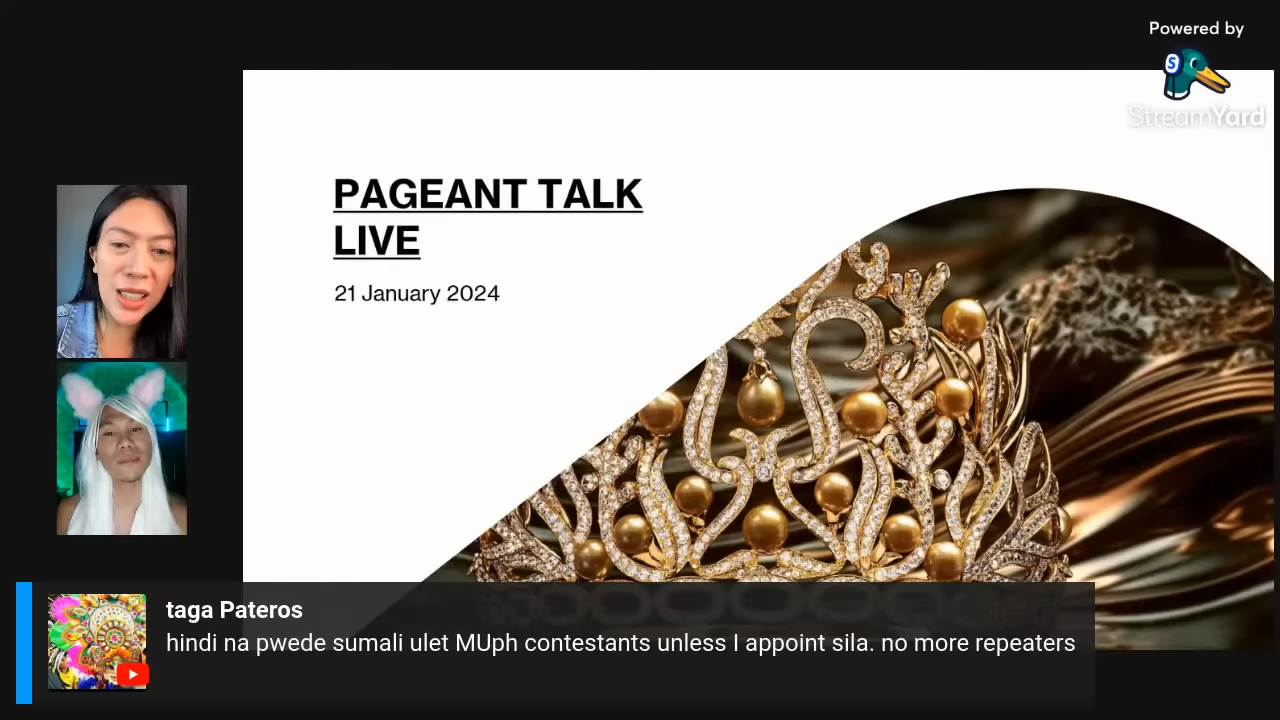 Powered by
StreamYard
PAGEANT TALK
LIVE
21 January 2024
taga Pateros
hindi na pwede sumali ulet MUph contestants unless I appoint sila. no more repeaters